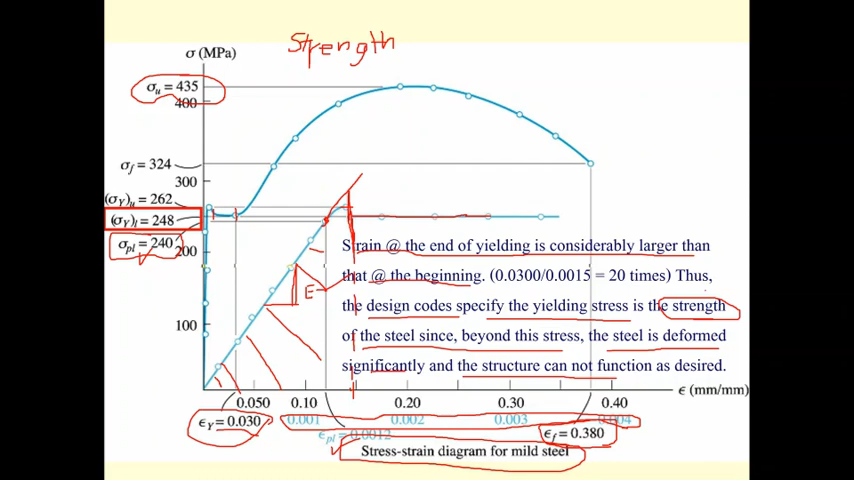 Strength
σ (MPa)
σu = 435
400
σf = 324
300
(σY)u = 262
(σY)l = 248
σpl = 240
200
100
Strain @ the end of yielding is considerably larger than
that @ the beginning. (0.0300/0.0015 = 20 times) Thus,
the design codes specify the yielding stress is the strength
of the steel since, beyond this stress, the steel is deformed
significantly and the structure can not function as desired.
E
0.050 0.10 0.20 0.30 0.40 ϵ (mm/mm)
ϵY = 0.030 0.001 0.002 0.003 0.004
ϵpl = 0.0012 ϵf = 0.380
Stress-strain diagram for mild steel